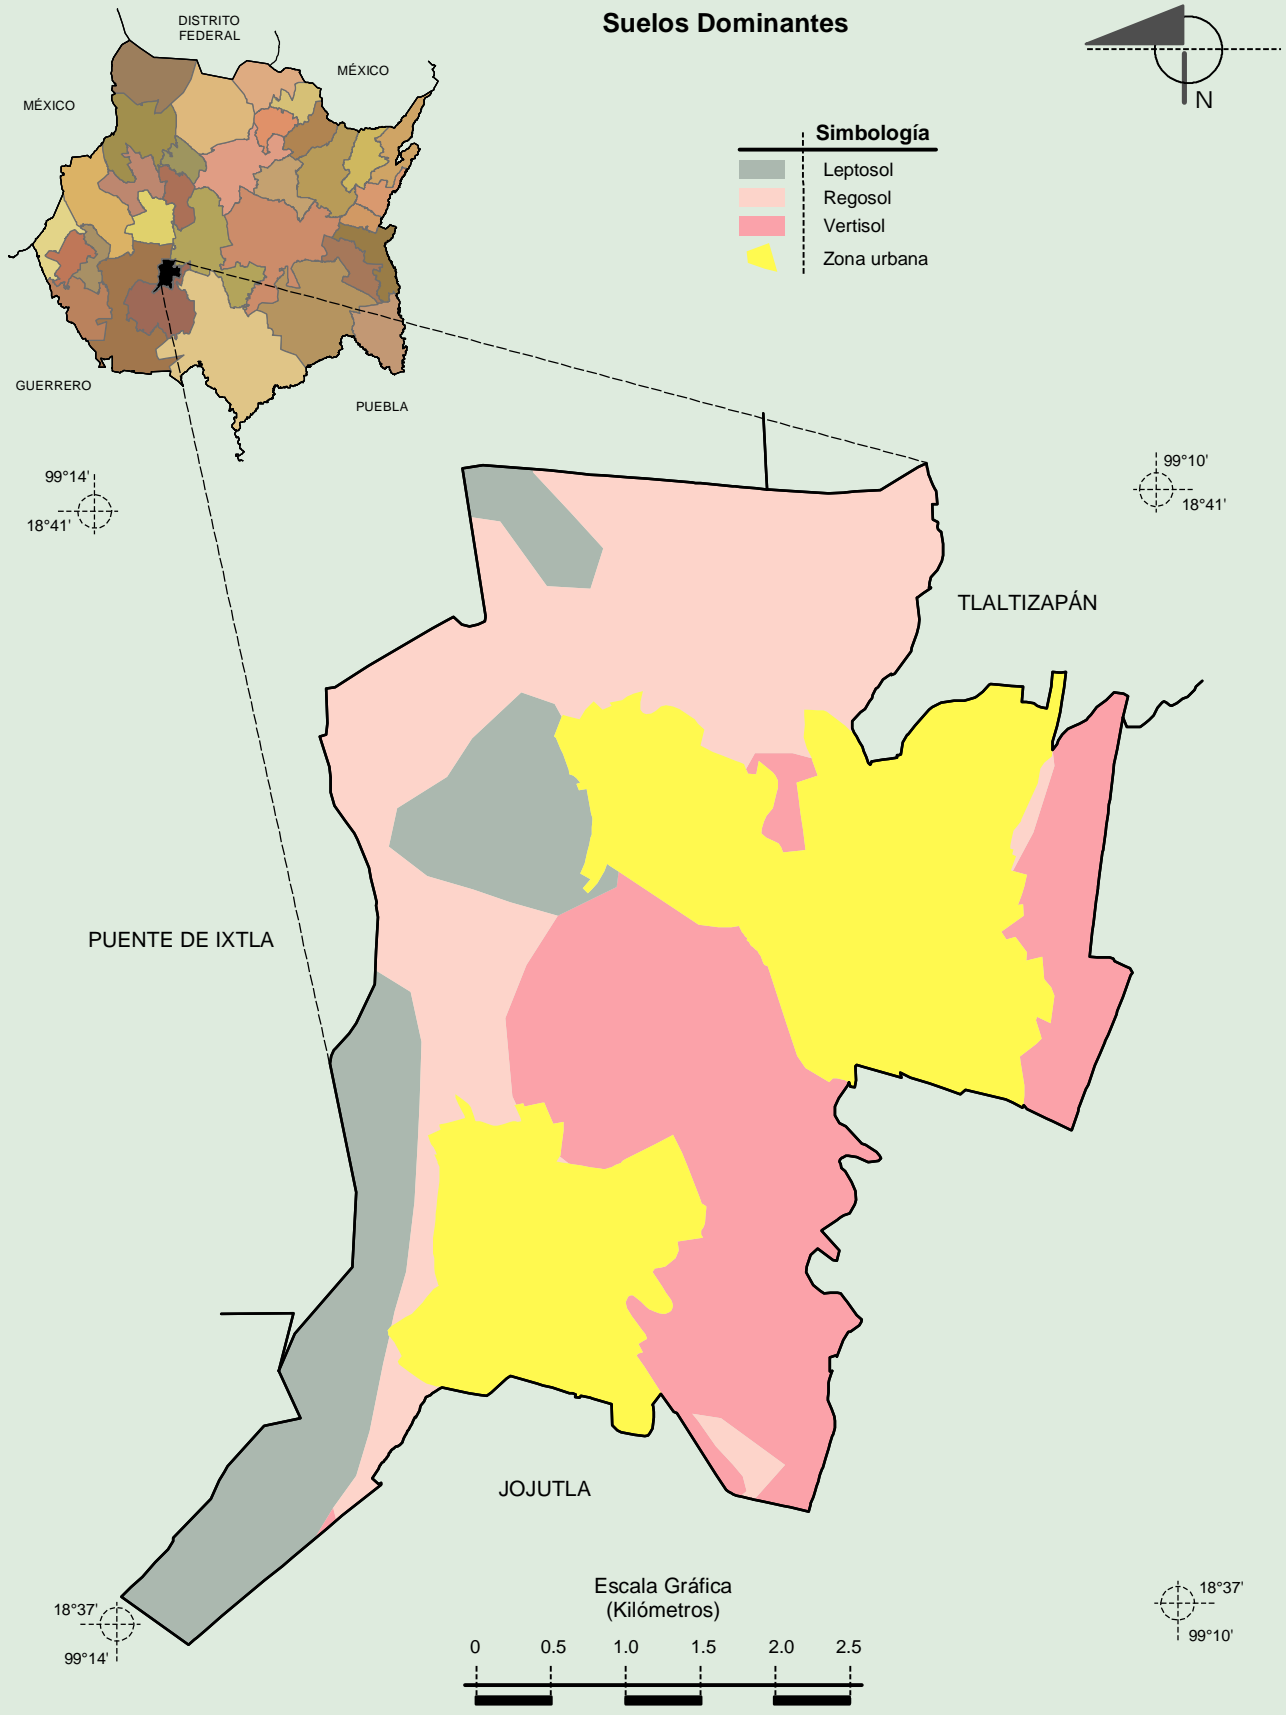 Suelos Dominantes
DISTRITO
FEDERAL
MÉXICO
MÉXICO
GUERRERO
PUEBLA
N
Simbología
Leptosol
Regosol
Vertisol
Zona urbana
99°14'
18°41'
99°10'
18°41'
TLALTIZAPÁN
PUENTE DE IXTLA
JOJUTLA
18°37'
99°14'
18°37'
99°10'
Escala Gráfica
(Kilómetros)
0 0.5 1.0 1.5 2.0 2.5